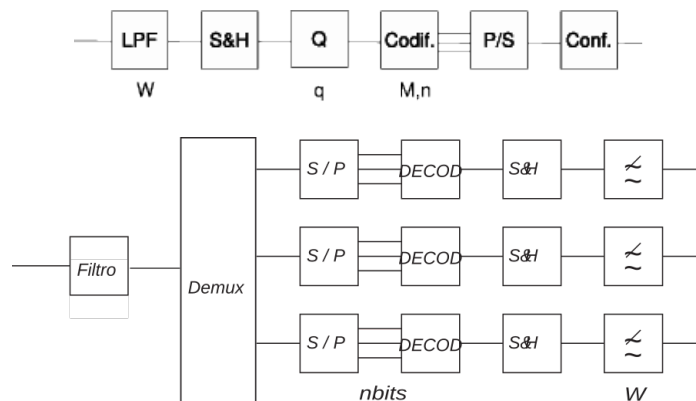 LPF S&H Q Codif. P/S Conf.
W q M,n
S / P DECOD S&H
Filtro
Demux
S / P DECOD S&H
S / P DECOD S&H
nbits W